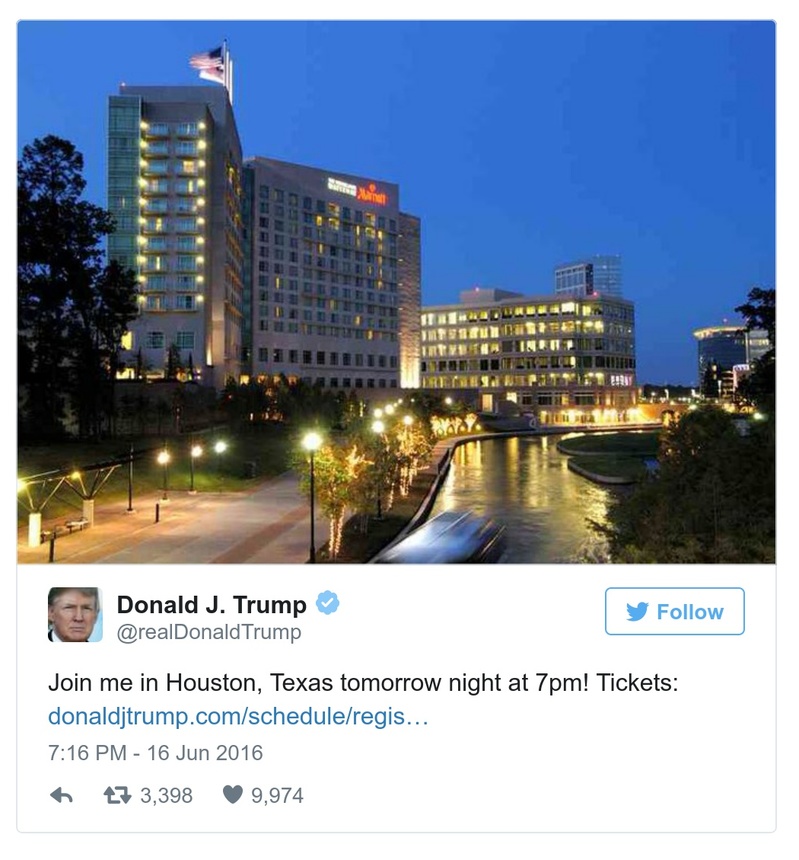 Marriott
Donald J. Trump
@realDonaldTrump
Follow
Join me in Houston, Texas tomorrow night at 7pm! Tickets:
donaldjtrump.com/schedule/regis…
7:16 PM - 16 Jun 2016
3,398
9,974